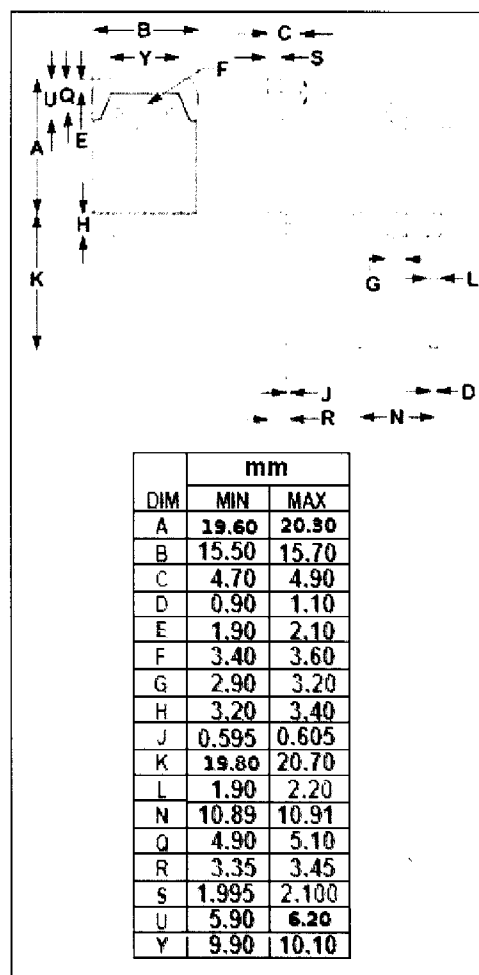 B
C
Y
F
S
U Q
E
A
H
K
G
L
J
D
R
N
mm
DIM MIN MAX
A 19.60 20.30
B 15.50 15.70
C 4.70 4.90
D 0.90 1.10
E 1.90 2.10
F 3.40 3.60
G 2.90 3.20
H 3.20 3.40
J 0.595 0.605
K 19.80 20.70
L 1.90 2.20
N 10.89 10.91
Q 4.90 5.10
R 3.35 3.45
S 1.995 2.100
U 5.90 6.20
Y 9.90 10.10